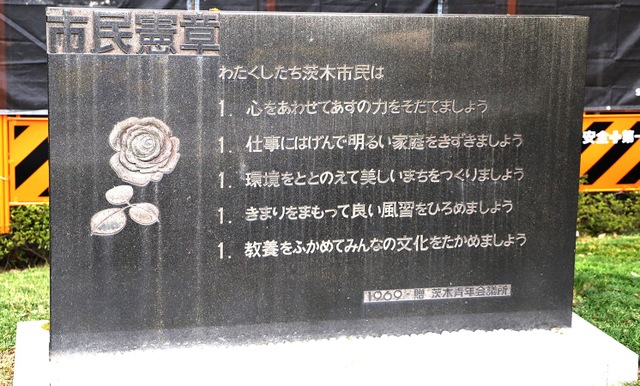 市民憲章
わたくしたち茨木市民は
1. 心をあわせてあすの力をそだてましょう
1. 仕事にはげんで明るい家庭をきずきましょう
1. 環境をととのえて美しいまちをつくりましょう
1. きまりをまもって良い風習をひろめましょう
1. 教養をふかめてみんなの文化をたかめましょう
1969・贈 茨木青年会議所
安全✚第一